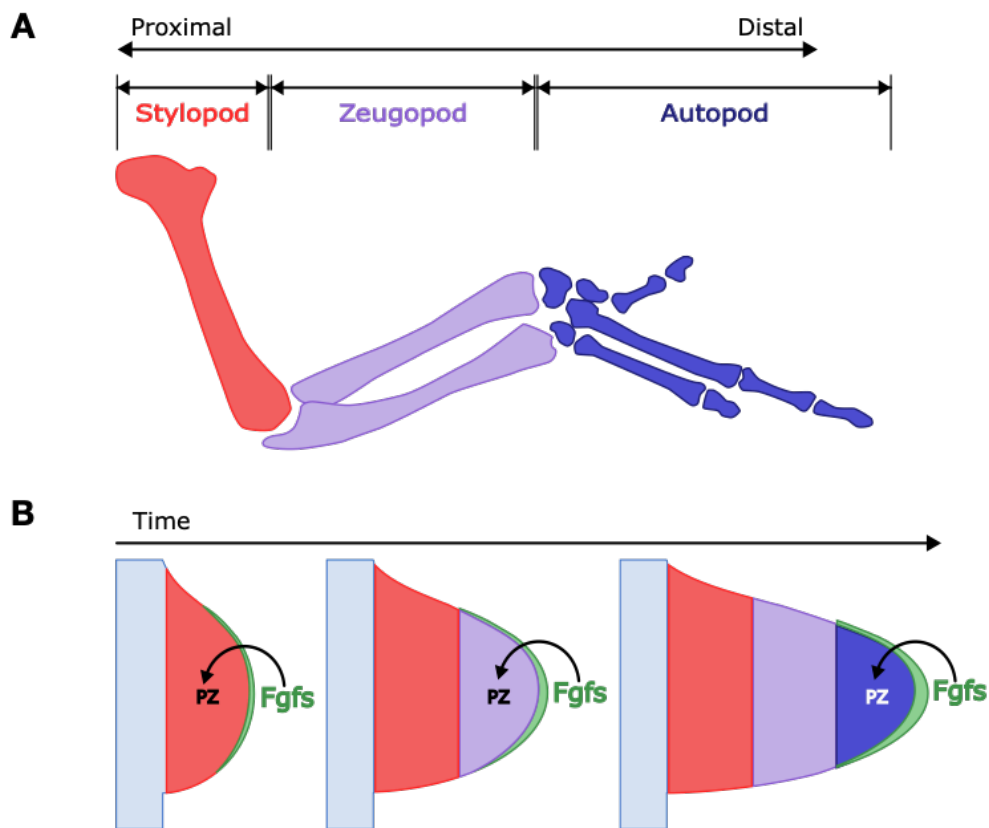 A
Proximal Distal
Stylopod Zeugopod Autopod
B
Time
PZ Fgfs PZ Fgfs PZ Fgfs